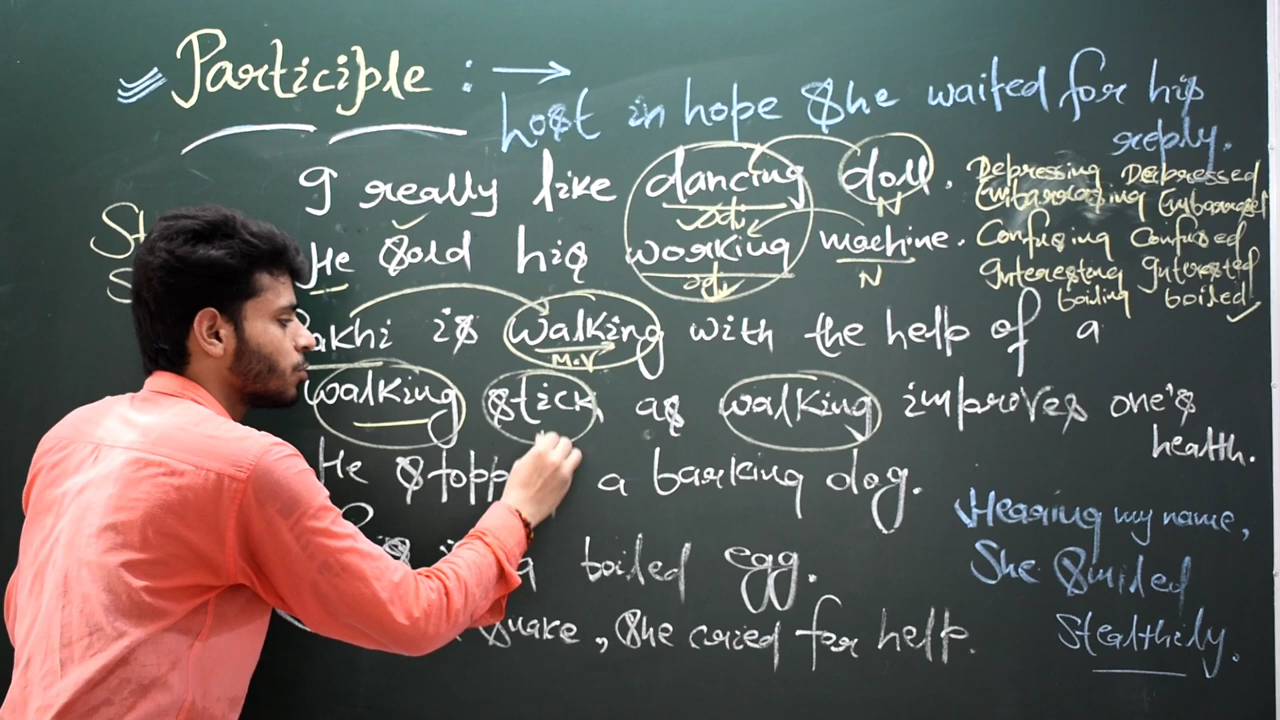 Participle : →
Lost in hope she waited for his
reply.
I really like dancing doll.
Adj.
N
He sold his working machine.
Adj.
N
Depressing Depressed
Embarrassing Embarrassed
Confusing Confused
Interesting Interested
boiling boiled
akhi is walking with the help of a
M.V
walking stick, as walking improves one's
health.
He stopp a barking dog.
a boiled egg.
snake, she cried for help.
Hearing my name,
She Smiled
Stealthily.